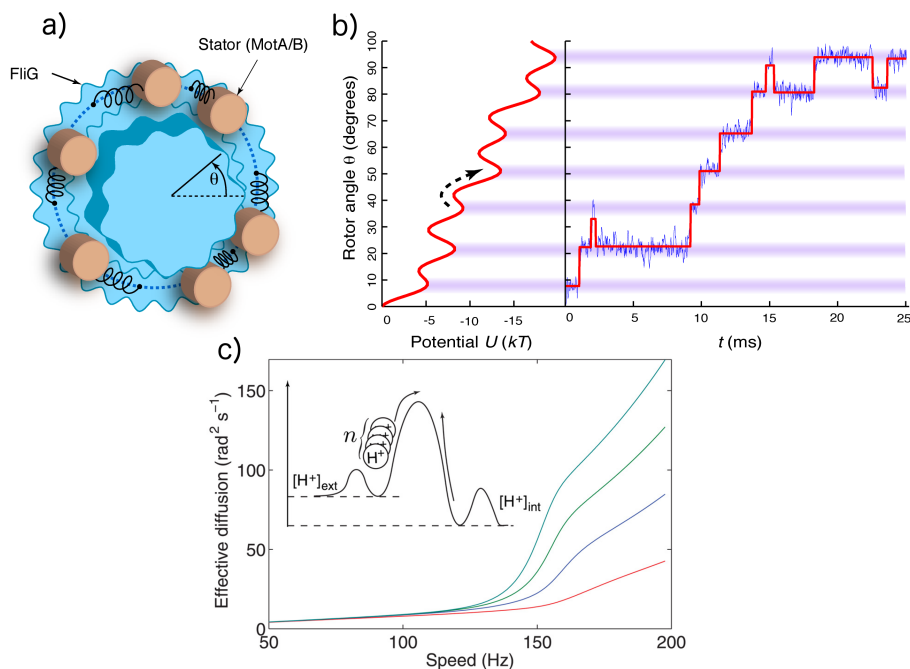 a)
Stator (MotA/B)
FliG
θ
b)
Rotor angle θ (degrees)
100
90
80
70
60
50
40
30
20
10
0
0 -5 -10 -15
Potential U (kT)
0 5 10 15 20 25
t (ms)
c)
Effective diffusion (rad² s⁻¹)
150
100
50
0
50 100 150 200
Speed (Hz)
n
+
+
+
H⁺
[H⁺]ext
[H⁺]int